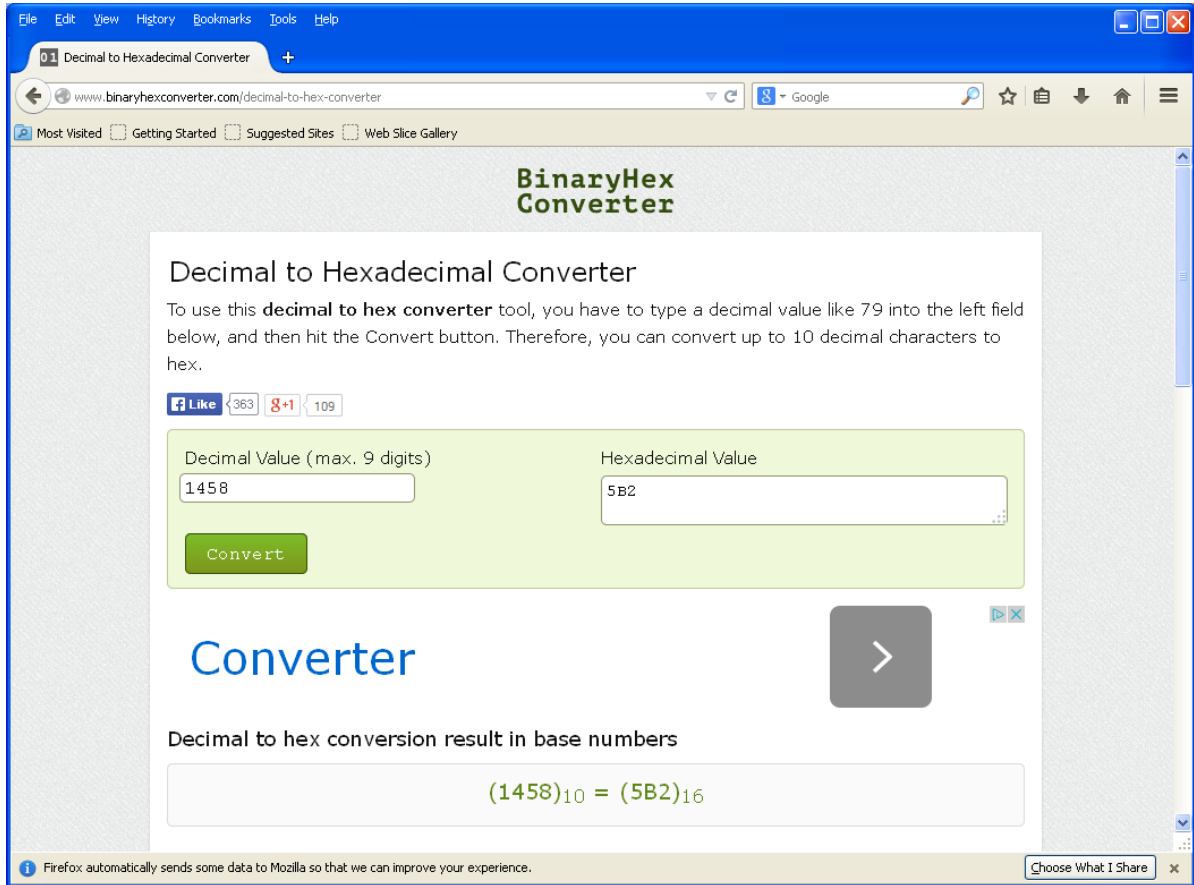 File Edit View History Bookmarks Tools Help
01 Decimal to Hexadecimal Converter +
www.binaryhexconverter.com/decimal-to-hex-converter 8 Google
Most Visited Getting Started Suggested Sites Web Slice Gallery
BinaryHex
Converter
Decimal to Hexadecimal Converter
To use this decimal to hex converter tool, you have to type a decimal value like 79 into the left field
below, and then hit the Convert button. Therefore, you can convert up to 10 decimal characters to
hex.
f Like 363 g+1 109
Decimal Value (max. 9 digits) Hexadecimal Value
1458 5B2
Convert
Converter
Decimal to hex conversion result in base numbers
(1458)₁₀ = (5B2)₁₆
Firefox automatically sends some data to Mozilla so that we can improve your experience. Choose What I Share